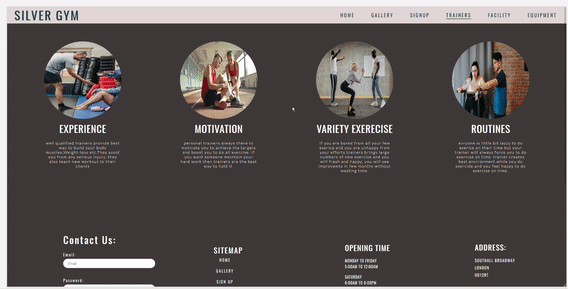 SILVER GYM
HOME GALLERY SIGNUP TRAINERS FACILITY EQUIPMENT
EXPERIENCE
well qualified trainers provide best
way to build your body
muscles.Weight-loss etc.They avoid
you from any serious injury. they
also teach new workout to their
clients
MOTIVATION
personal trainers always there to
motivate you to achieve the targets
and boost you to do all exercise. if
you want someone maintain your
hard work then trainers are the best
way to hold it.
VARIETY EXERCISE
if you are bored from all your few
exercise and you are unhappy from
your efforts.trainers brings large
numbers of new exercise and you
will fresh and happy, you will see
improvements few months without
wasting time.
ROUTINES
everyone is little bit lazzy to do
exercise on their time but your
trainer will always force you to do
exercise on time. trainer creates
best environment while you do
exercise and you feel happy to do
exercise on time.
Contact Us:
Email:
Email
Password:
SITEMAP
HOME
GALLERY
SIGN UP
OPENING TIME
MONDAY TO FRIDAY
5:00AM TO 12:00AM
SATURDAY
6:00AM TO 8:00PM
ADDRESS:
SOUTHALL BROADWAY
LONDON
UB12BT